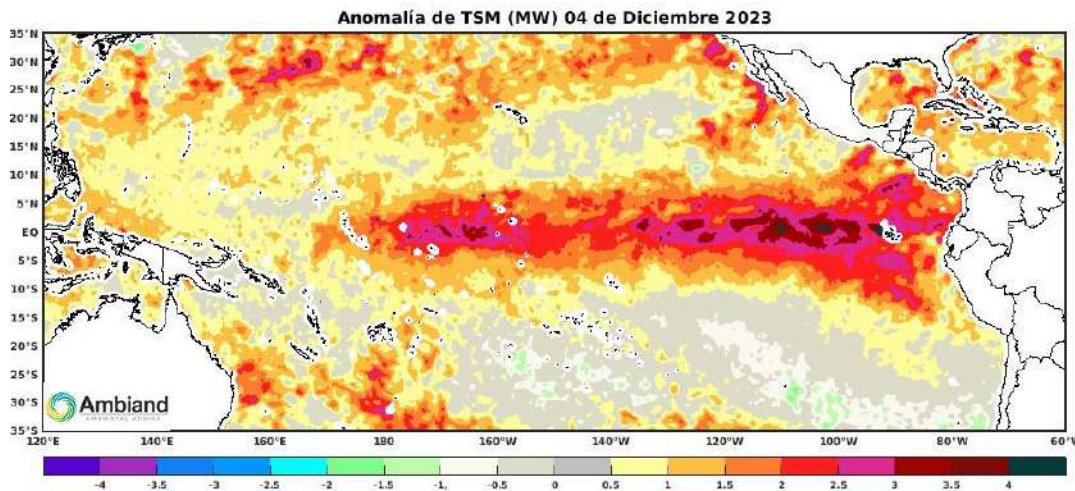 Anomalía de TSM (MW) 04 de Diciembre 2023
35°N
30°N
25°N
20°N
15°N
10°N
5°N
EQ
5°S
10°S
15°S
20°S
25°S
30°S
35°S
Ambiand
AMBIENTAL ANDINA
120 140 160 180 160°W 140°W 120°W 100°W 80°W 60°W
-4 -3.5 -3 -2.5 -2 -1.5 -1, -0.5 0 0.5 1 1.5 2 2.5 3 3.5 4